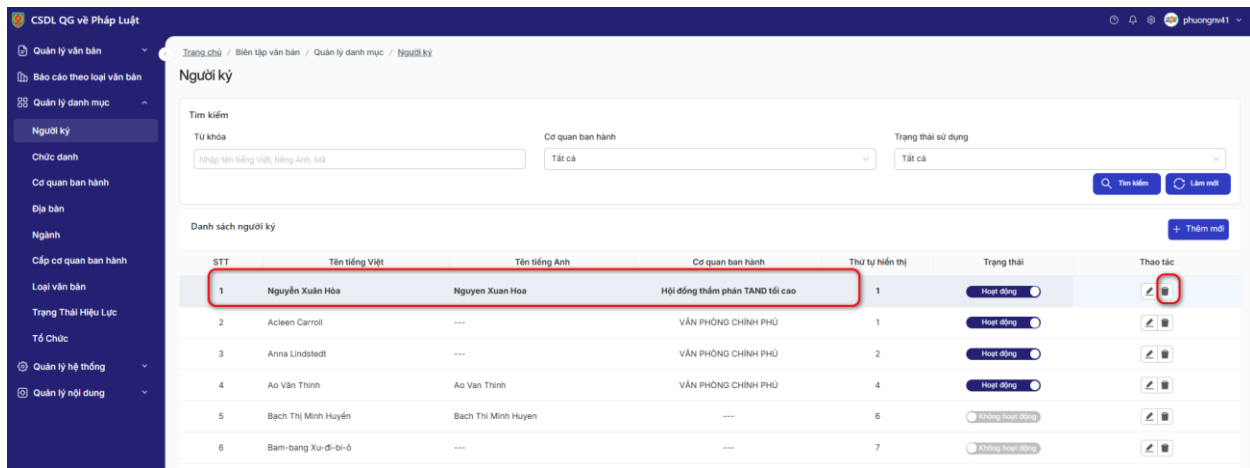 CSDL QG về Pháp Luật
phuongnv41
Quản lý văn bản
Báo cáo theo loại văn bản
Quản lý danh mục
Người ký
Chức danh
Cơ quan ban hành
Địa bàn
Ngành
Cấp cơ quan ban hành
Loại văn bản
Trạng Thái Hiệu Lực
Tổ Chức
Quản lý hệ thống
Quản lý nội dung
Trang chủ / Biên tập văn bản / Quản lý danh mục / Người ký
Người ký
Tìm kiếm
Từ khóa Cơ quan ban hành Trạng thái sử dụng
Nhập tên tiếng Việt, tiếng Anh, Mã Tất cả Tất cả
Tìm kiếm Làm mới
Danh sách người ký + Thêm mới
STT Tên tiếng Việt Tên tiếng Anh Cơ quan ban hành Thứ tự hiển thị Trạng thái Thao tác
1 Nguyễn Xuân Hòa Nguyen Xuan Hoa Hội đồng thẩm phán TAND tối cao 1 Hoạt động
2 Acleen Carroll --- VĂN PHÒNG CHÍNH PHỦ 1 Hoạt động
3 Anna Lindstedt --- VĂN PHÒNG CHÍNH PHỦ 2 Hoạt động
4 Ao Văn Thinh Ao Van Thinh VĂN PHÒNG CHÍNH PHỦ 4 Hoạt động
5 Bạch Thị Minh Huyền Bach Thi Minh Huyen --- 6 Không hoạt động
6 Bam-bang Xu-đi-bi-ô --- --- 7 Không hoạt động